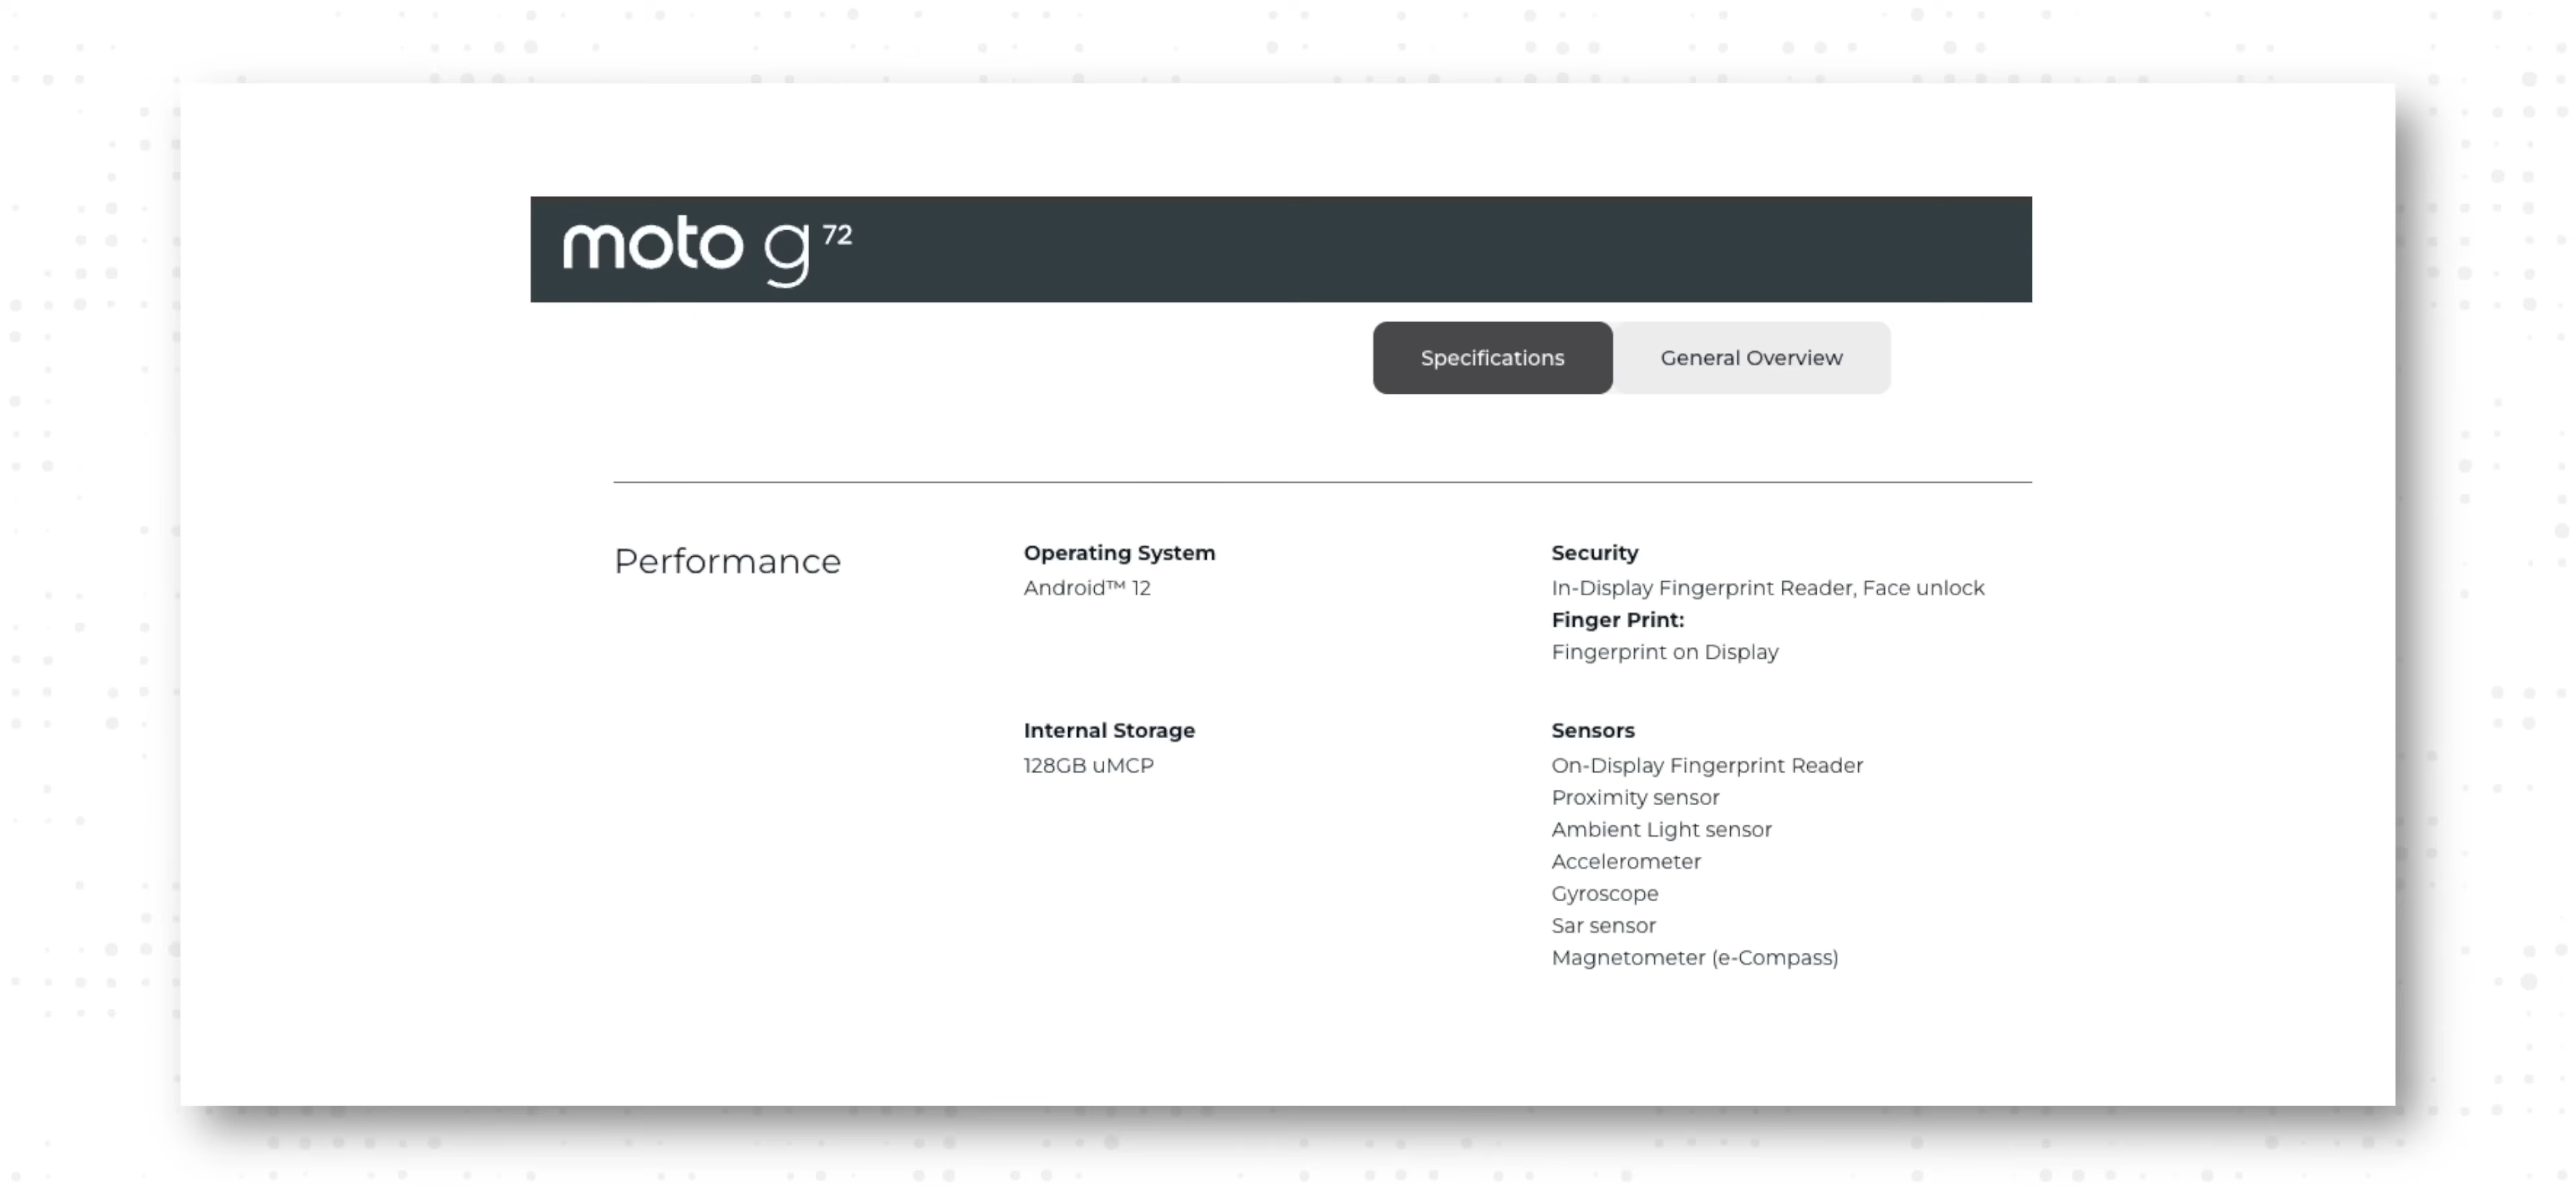 moto g 72
Specifications
General Overview
Performance
Operating System
Android™ 12
Security
In-Display Fingerprint Reader, Face unlock
Finger Print:
Fingerprint on Display
Internal Storage
128GB uMCP
Sensors
On-Display Fingerprint Reader
Proximity sensor
Ambient Light sensor
Accelerometer
Gyroscope
Sar sensor
Magnetometer (e-Compass)